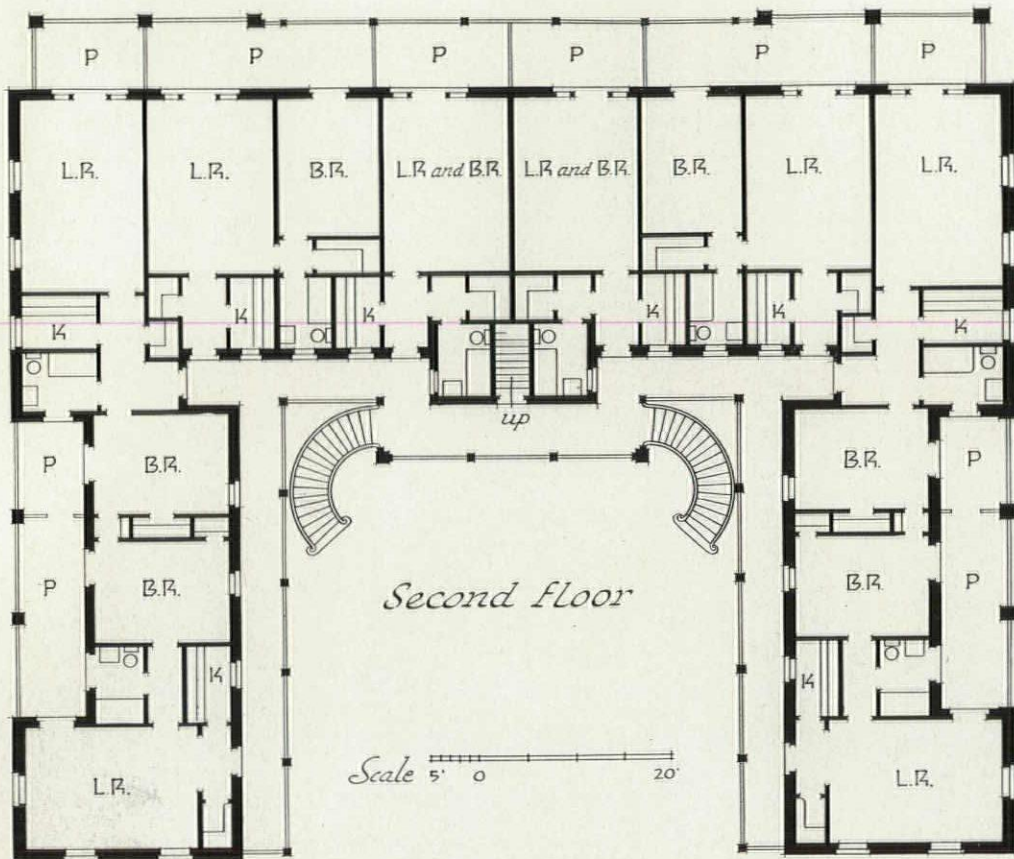 P P P P P P
L.R. L.R. B.R. L.R and B.R. L.R and B.R. B.R. L.R. L.R.
K K K K K K
up
P B.R. B.R. P
Second floor
P B.R. B.R. P
K K
Scale 5' 0 20'
L.R. L.R.